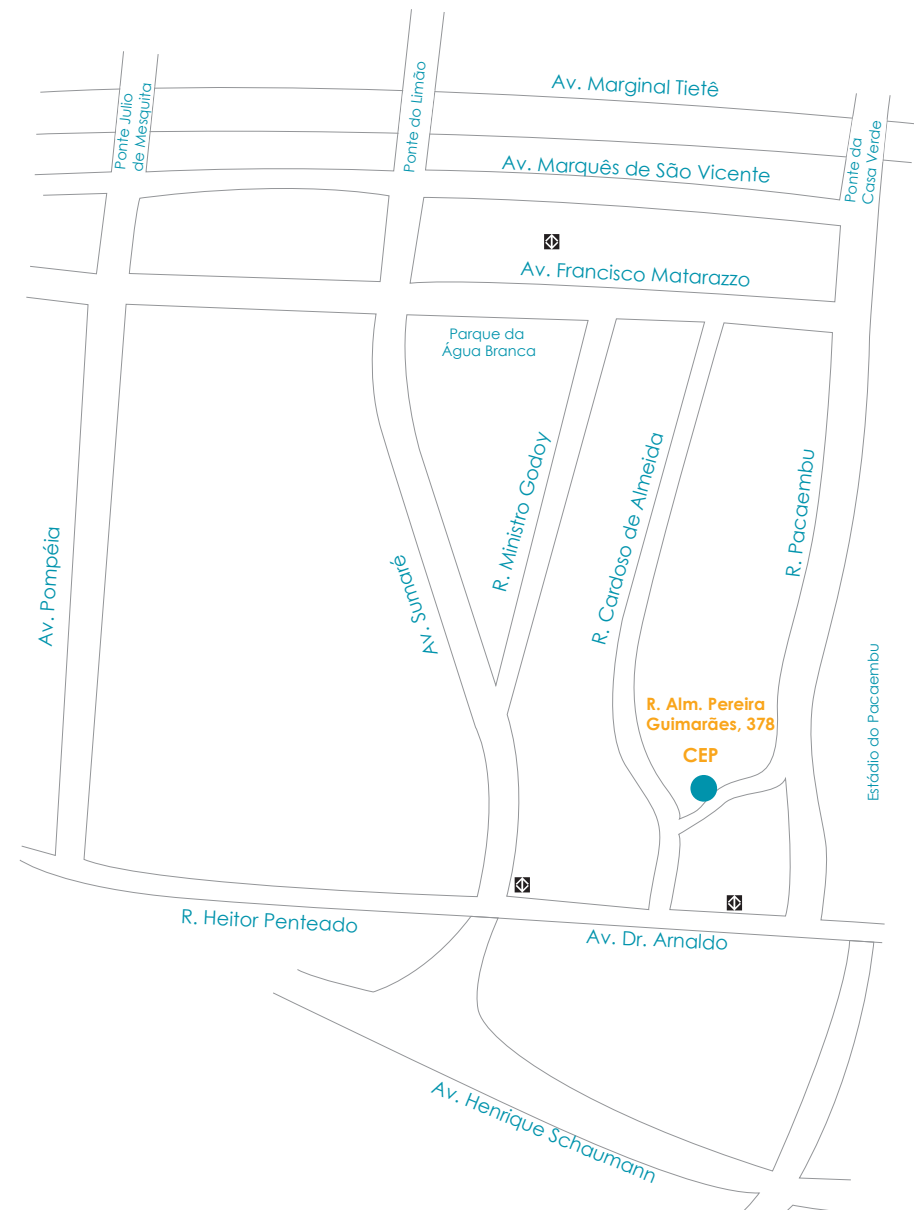 Av. Marginal Tietê
Ponte Julio
de Mesquita
Ponte do Limão
Ponte da
Casa Verde
Av. Marquês de São Vicente
Av. Francisco Matarazzo
Parque da
Água Branca
R. Ministro Godoy
R. Cardoso de Almeida
R. Pacaembu
Av. Pompéia
Av. Sumaré
Estádio do Pacaembu
R. Alm. Pereira
Guimarães, 378
CEP
R. Heitor Penteado
Av. Dr. Arnaldo
Av. Henrique Schaumann